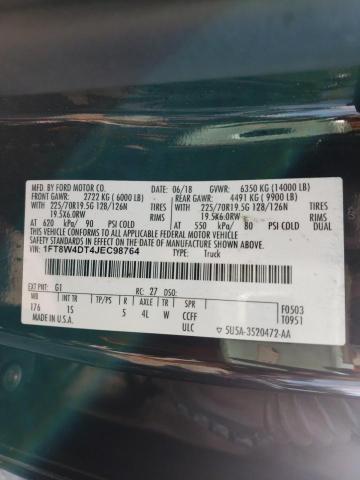 MFD. BY FORD MOTOR CO. 06/18 GVWR: 6350 KG (14000 LB)
FRONT GAWR: 2722 KG (6000 LB) REAR GAWR: 4491 KG (9900 LB)
225/70R19.5G 128/126N TIRES 225/70R19.5G 128/126N TIRES
19.5X6.0RW RIMS 19.5X6.0RW RIMS
AT 620 kPa/ 90 PSI COLD AT 550 kPa/ 80 PSI COLD
THIS VEHICLE CONFORMS TO ALL APPLICABLE FEDERAL MOTOR VEHICLE SAFETY STANDARDS IN EFFECT ON THE DATE OF MANUFACTURE SHOWN ABOVE.
VIN: 1FT8W4DT4JEC98764 TYPE: Truck
EXT PNT: G1 RC: 27 DSO:
WB INT TR TP/PS R AXLE TR SPR F0503
176 1S 5 4L W CCFF T0951
MADE IN U.S.A. ULC 5U5A-3520472-AA